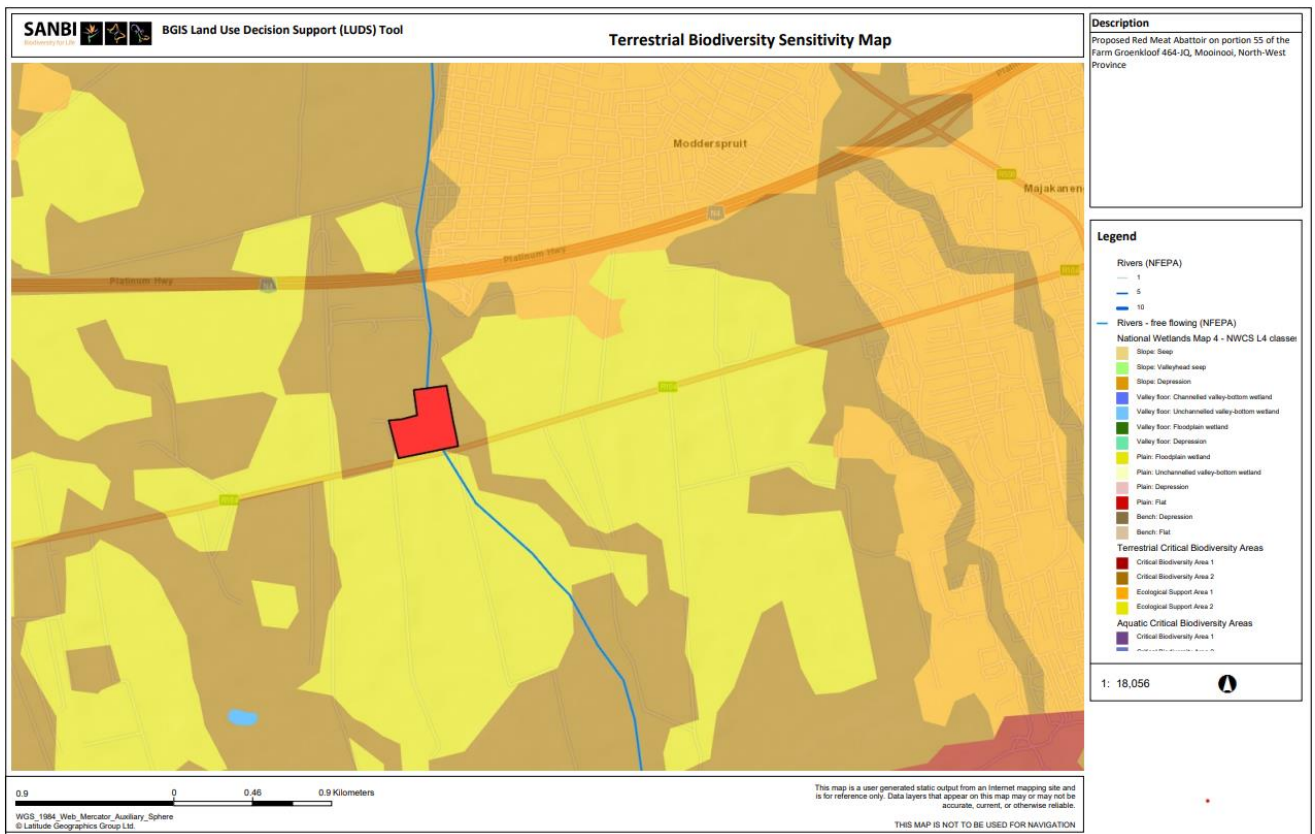 SANBI
Biodiversity for Life
BGIS Land Use Decision Support (LUDS) Tool
Terrestrial Biodiversity Sensitivity Map
Description
Proposed Red Meat Abattoir on portion 55 of the
Farm Groenkloof 464-JQ, Mooinooi, North-West
Province
Modderspruit
Majakanen
N4
Platinum Hwy
Platinum Hwy
N4
Legend
Rivers (NFEPA)
1
5
10
Rivers - free flowing (NFEPA)
National Wetlands Map 4 - NWCS L4 classes
Slope: Seep
Slope: Valleyhead seep
Slope: Depression
Valley floor: Channelled valley-bottom wetland
Valley floor: Unchannelled valley-bottom wetland
Valley floor: Floodplain wetland
Valley floor: Depression
Plain: Floodplain wetland
Plain: Unchannelled valley-bottom wetland
Plain: Depression
Plain: Flat
Bench: Depression
Bench: Flat
Terrestrial Critical Biodiversity Areas
Critical Biodiversity Area 1
Critical Biodiversity Area 2
Ecological Support Area 1
Ecological Support Area 2
Aquatic Critical Biodiversity Areas
Critical Biodiversity Area 1
1: 18,056
0.9 0 0.46 0.9 Kilometers
WGS_1984_Web_Mercator_Auxiliary_Sphere
© Latitude Geographics Group Ltd.
This map is a user generated static output from an Internet mapping site and
is for reference only. Data layers that appear on this map may or may not be
accurate, current, or otherwise reliable.
THIS MAP IS NOT TO BE USED FOR NAVIGATION